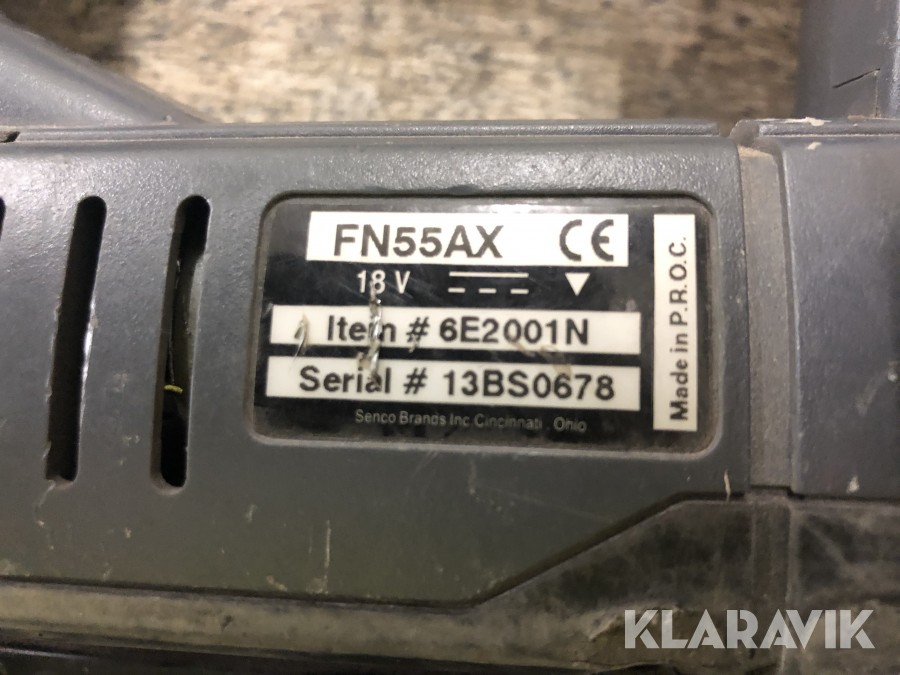 FN55AX CE
18 V
Item # 6E2001N
Serial # 13BS0678
Senco Brands Inc Cincinnati, Ohio
Made in P.R.O.C.
KLARAVIK